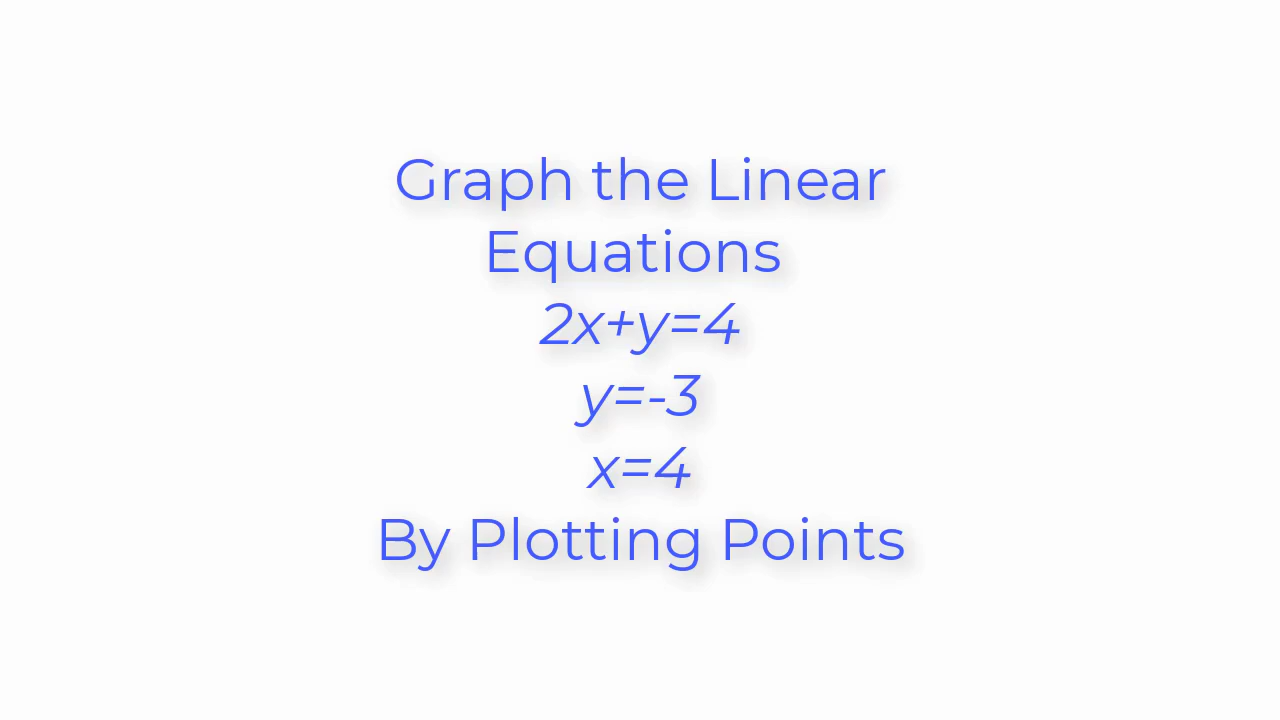 Graph the Linear
Equations
2x+y=4
y=-3
x=4
By Plotting Points